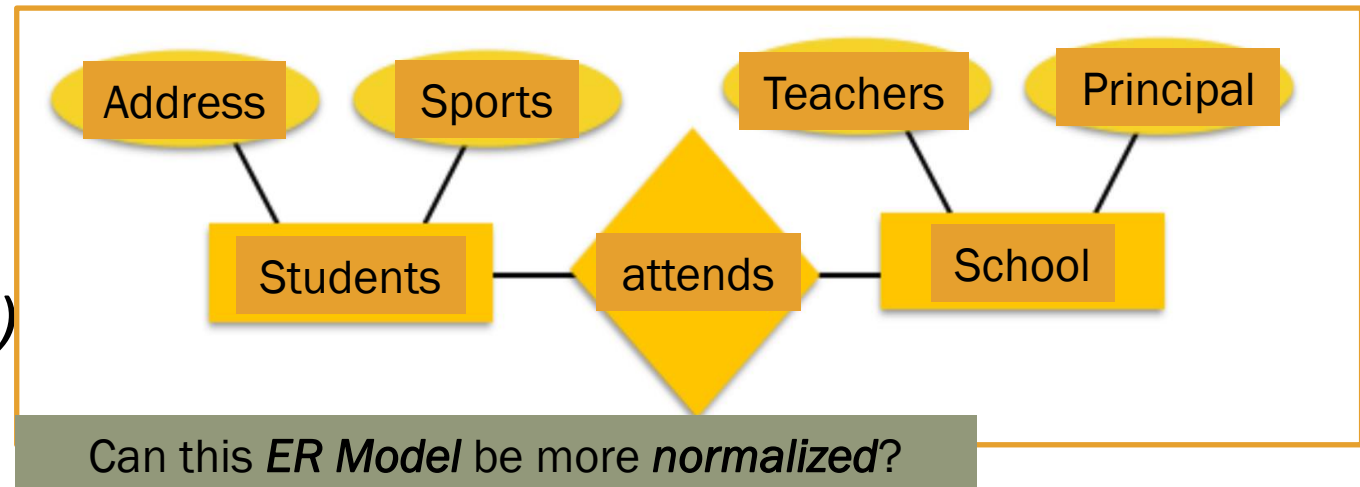 Address
Sports
Teachers
Principal
Students
attends
School
)
Can this ER Model be more normalized?